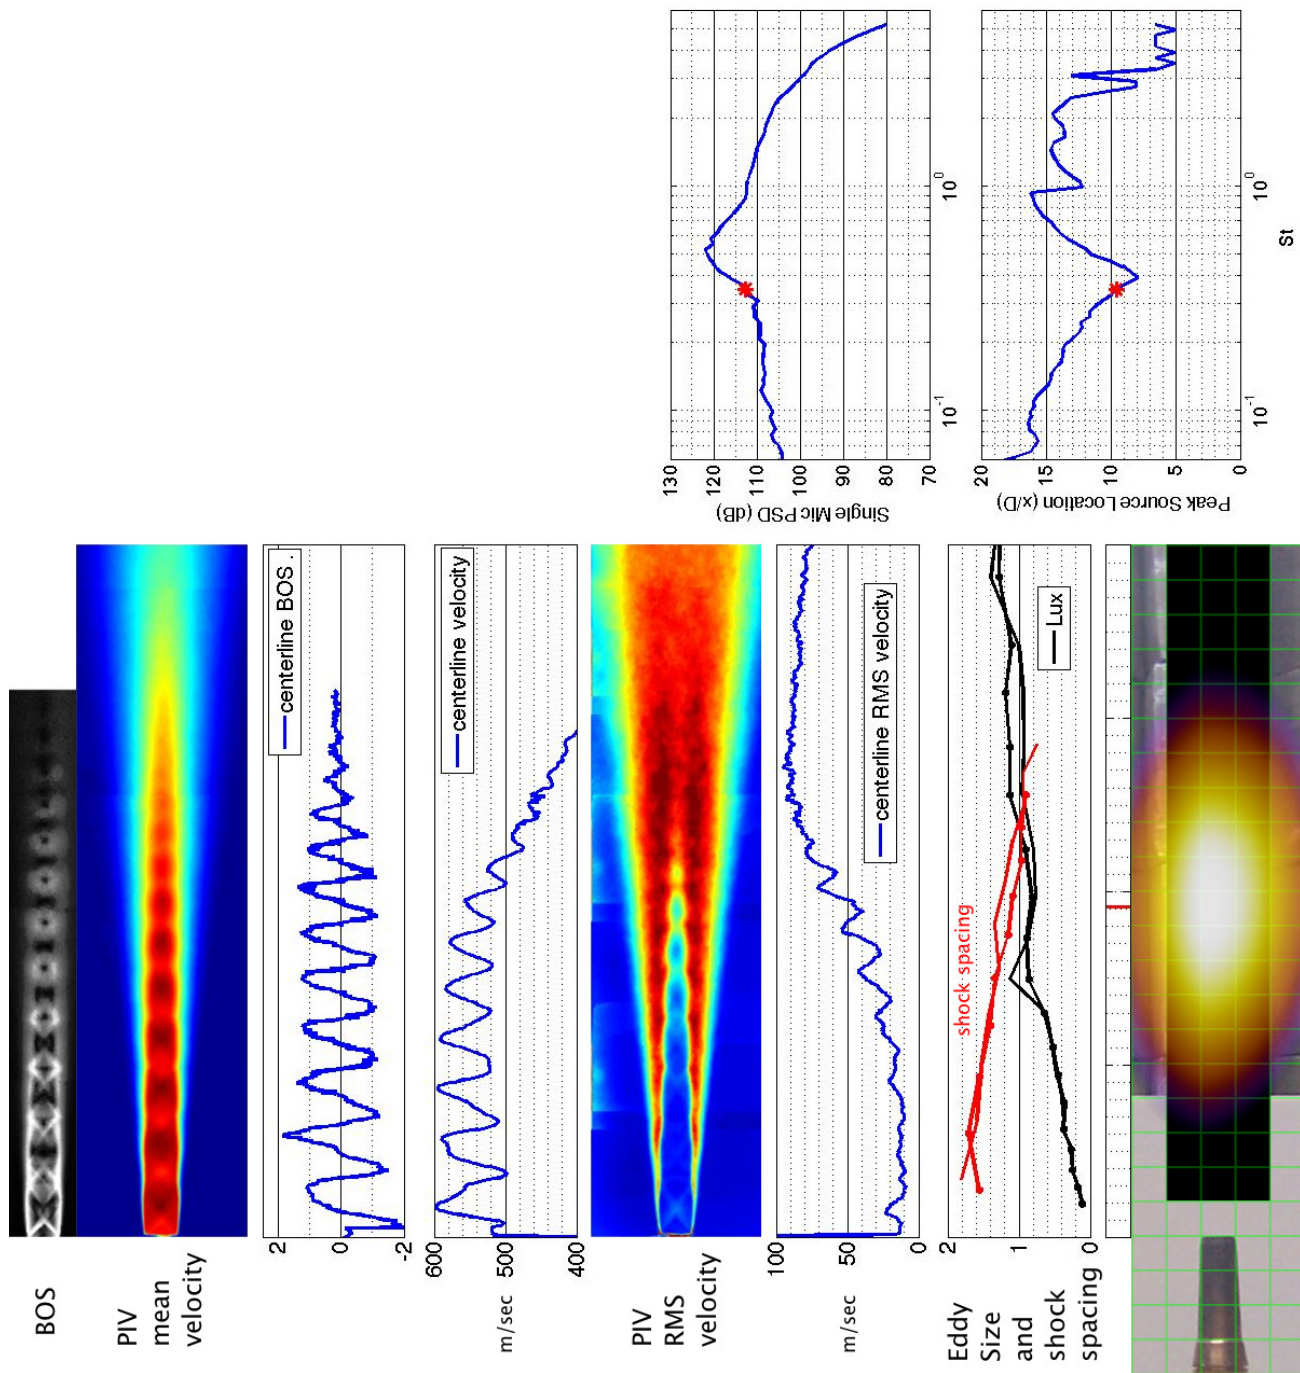 BOS
PIV
mean
velocity
centerline BOS .
2
0
-2
centerline velocity
600
500
400
m/sec
PIV
RMS
velocity
centerline RMS velocity
100
50
0
m/sec
Eddy
Size
and
shock
spacing
2
1
0
shock spacing
Lux
130
120
110
100
90
80
70
Single Mic PSD (dB)
10-1
100
20
15
10
5
0
Peak Source Location (x/D)
10-1
100
St